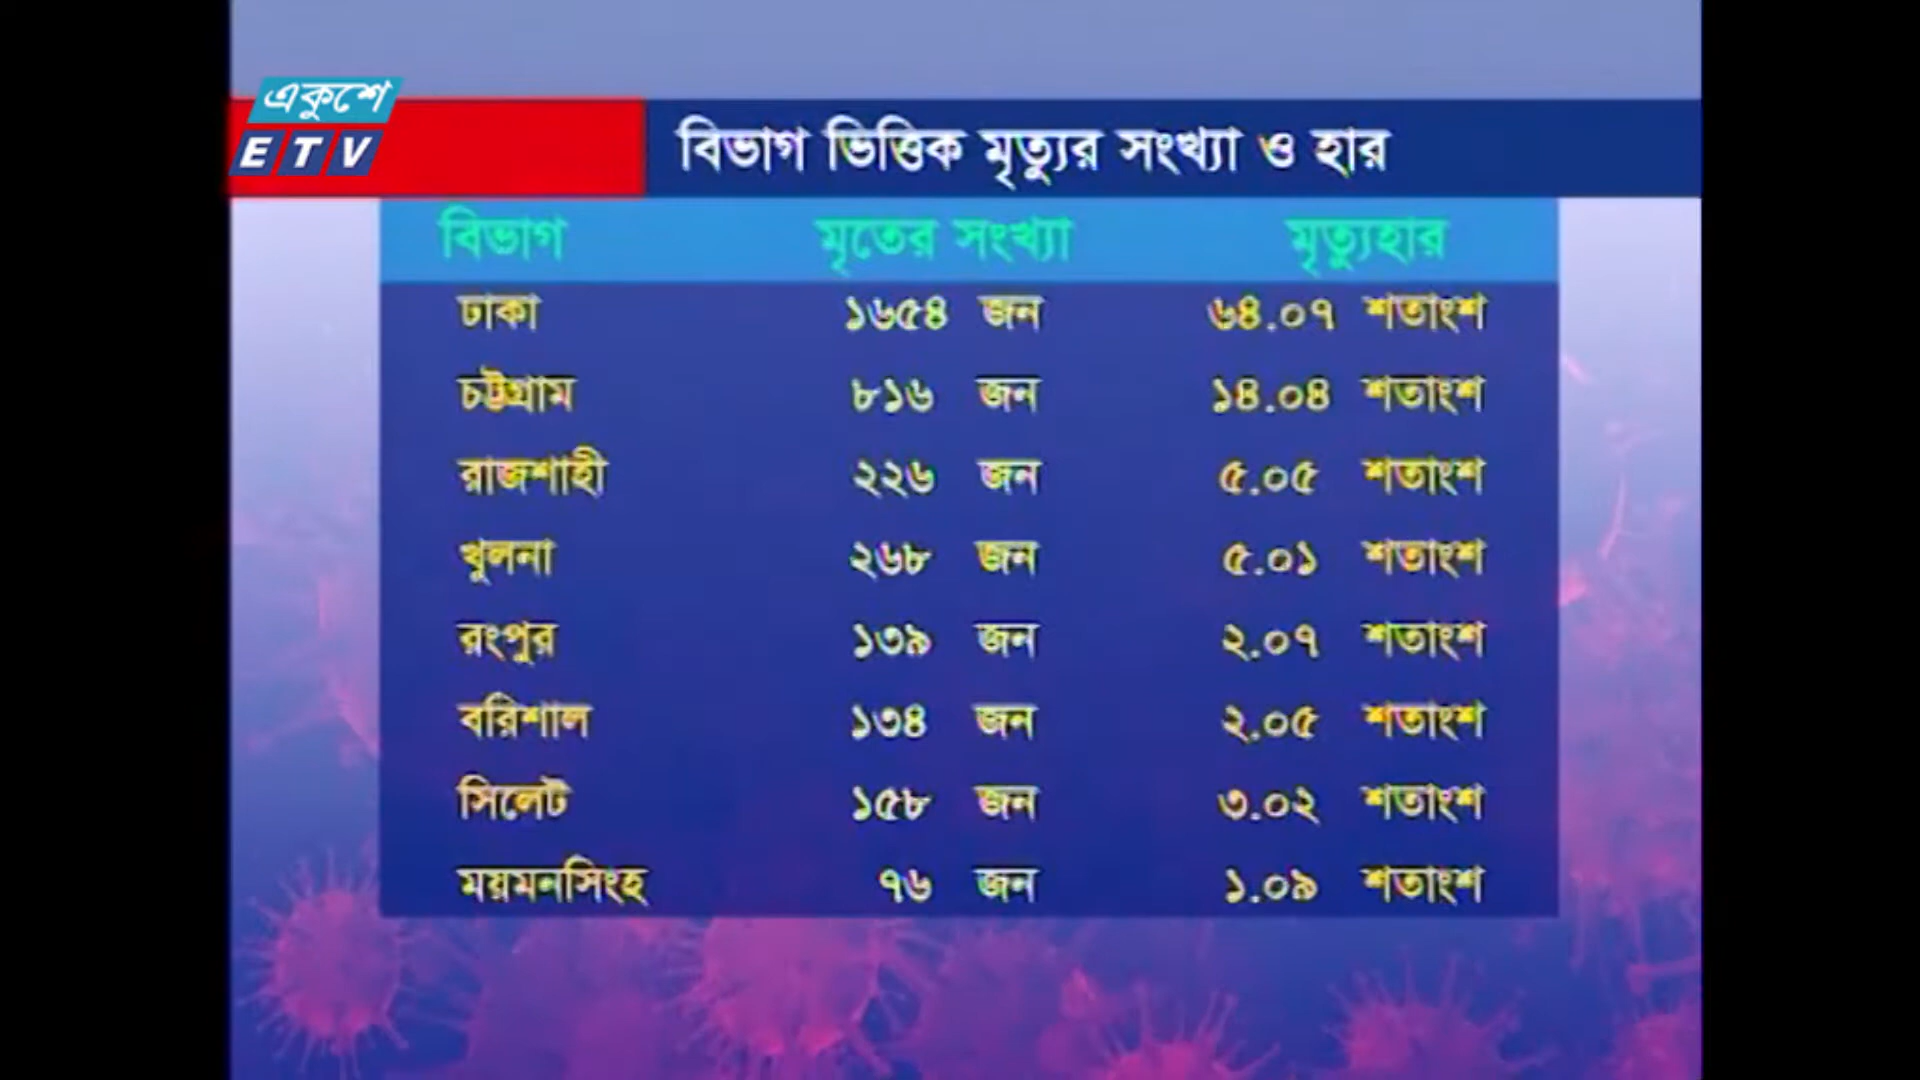 একুশে
ETV
বিভাগ ভিত্তিক মৃত্যুর সংখ্যা ও হার
বিভাগ মৃতের সংখ্যা মৃত্যুহার
ঢাকা ১৬৫৪ জন ৬৪.০৭ শতাংশ
চট্টগ্রাম ৮১৬ জন ১৪.০৪ শতাংশ
রাজশাহী ২২৬ জন ৫.০৫ শতাংশ
খুলনা ২৬৮ জন ৫.০১ শতাংশ
রংপুর ১৩৯ জন ২.০৭ শতাংশ
বরিশাল ১৩৪ জন ২.০৫ শতাংশ
সিলেট ১৫৮ জন ৩.০২ শতাংশ
ময়মনসিংহ ৭৬ জন ১.০৯ শতাংশ